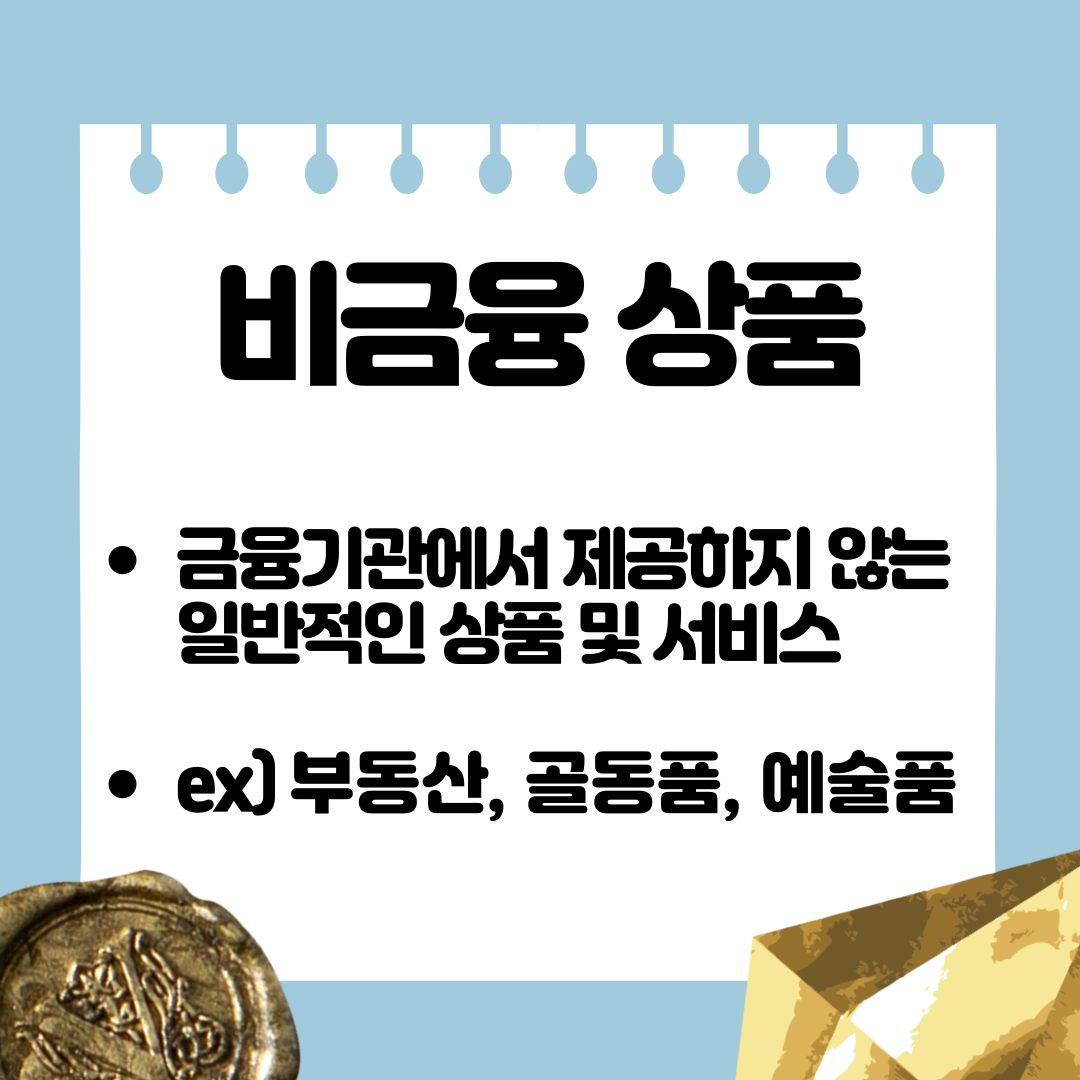 비금융 상품
• 금융기관에서 제공하지 않는
일반적인 상품 및 서비스
• ex) 부동산, 골동품, 예술품